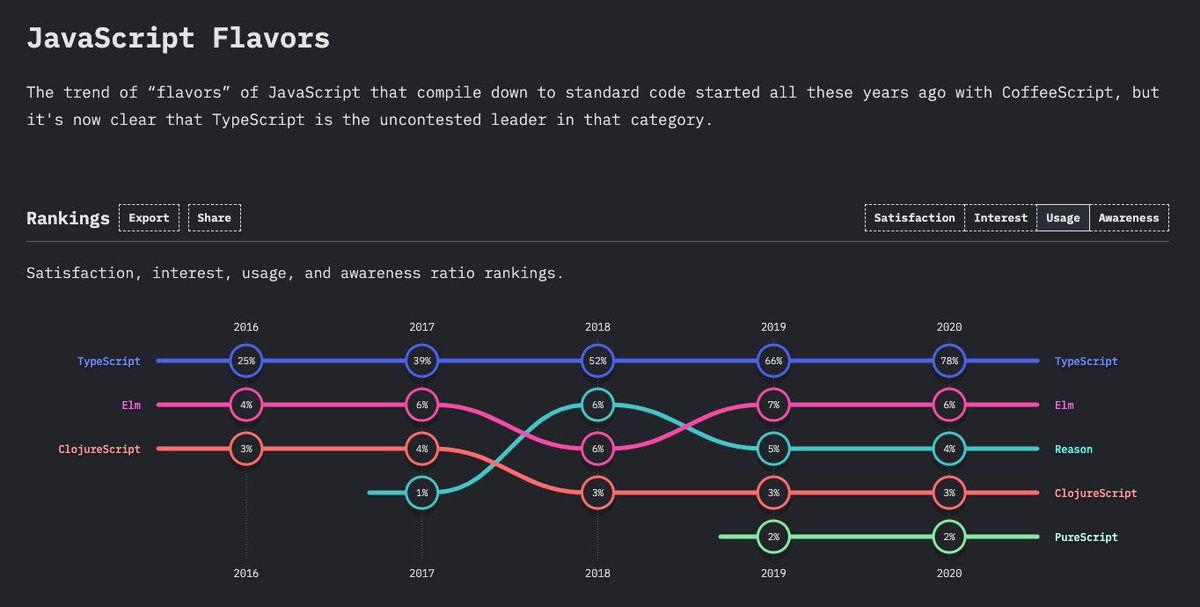 JavaScript Flavors
The trend of “flavors” of JavaScript that compile down to standard code started all these years ago with CoffeeScript, but
it's now clear that TypeScript is the uncontested leader in that category.
Rankings Export Share Satisfaction Interest Usage Awareness
Satisfaction, interest, usage, and awareness ratio rankings.
2016 2017 2018 2019 2020
TypeScript 25% 39% 52% 66% 78% TypeScript
Elm 4% 6% 6% 7% 6% Elm
ClojureScript 3% 4% 6% 5% 4% Reason
1% 3% 3% 3% ClojureScript
2% 2% PureScript
2016 2017 2018 2019 2020